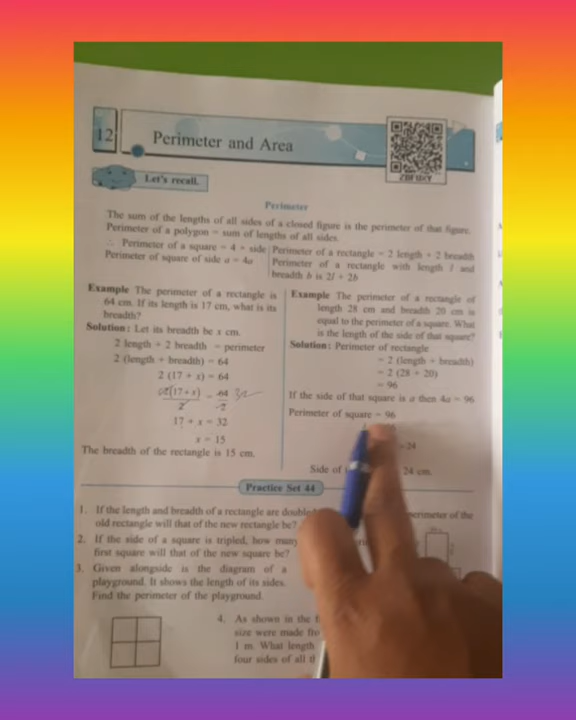 12
Perimeter and Area
Let's recall.
Perimeter
The sum of the lengths of all sides of a closed figure is the perimeter of that figure.
Perimeter of a polygon = sum of lengths of all sides.
∴ Perimeter of a square = 4 × side
Perimeter of square of side a = 4a
Perimeter of a rectangle = 2 length + 2 breadth
Perimeter of a rectangle with length l and
breadth b is 2l + 2b
Example The perimeter of a rectangle is
64 cm. If its length is 17 cm, what is its
breadth?
Solution: Let its breadth be x cm.
2 length + 2 breadth = perimeter
2 (length + breadth) = 64
2 (17 + x) = 64
(17 + x) = 64
2 2
17 + x = 32
x = 15
The breadth of the rectangle is 15 cm.
Example The perimeter of a rectangle of
length 28 cm and breadth 20 cm is
equal to the perimeter of a square. What
is the length of the side of that square?
Solution: Perimeter of rectangle
= 2 (length + breadth)
= 2 (28 + 20)
= 96
If the side of that square is a then 4a = 96
Perimeter of square = 96
24
Side of 24 cm.
Practice Set 44
1. If the length and breadth of a rectangle are doubled perimeter of the
old rectangle will that of the new rectangle be?
2. If the side of a square is tripled, how many
first square will that of the new square be?
3. Given alongside is the diagram of a
playground. It shows the length of its sides.
Find the perimeter of the playground.
4. As shown in the
size were made
1 m. What length
four sides of all